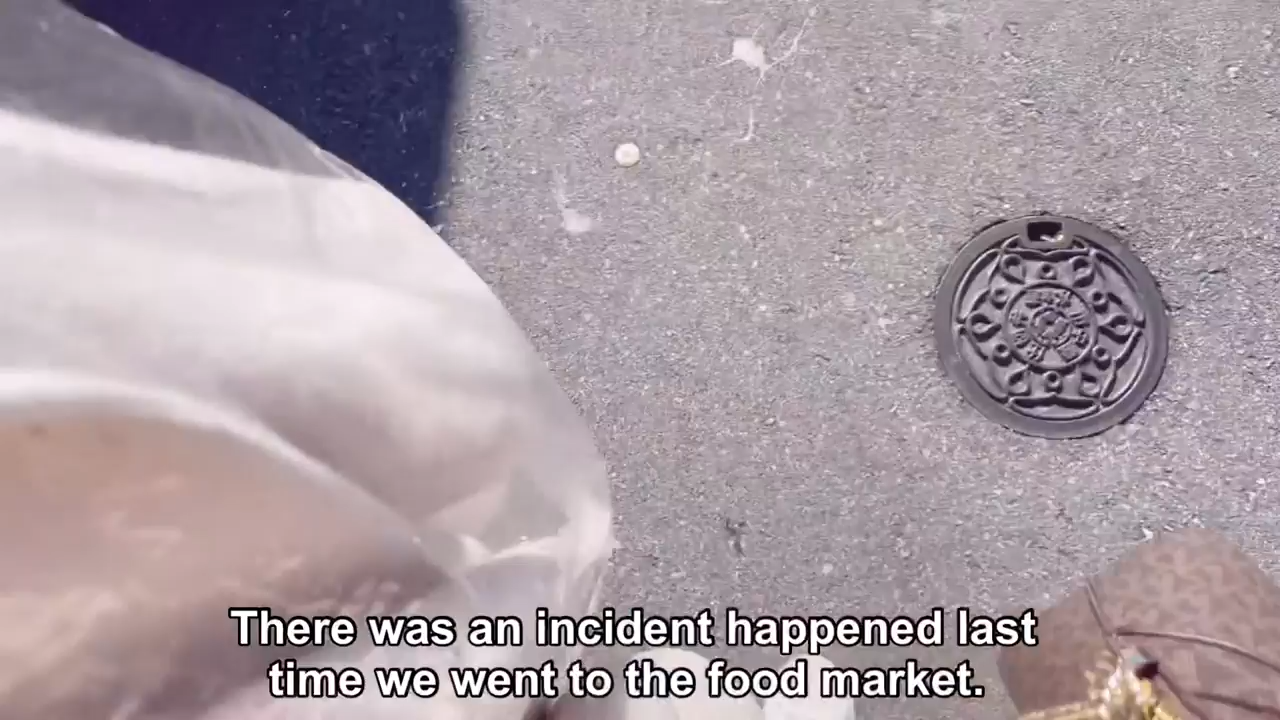 There was an incident happened last
time we went to the food market.